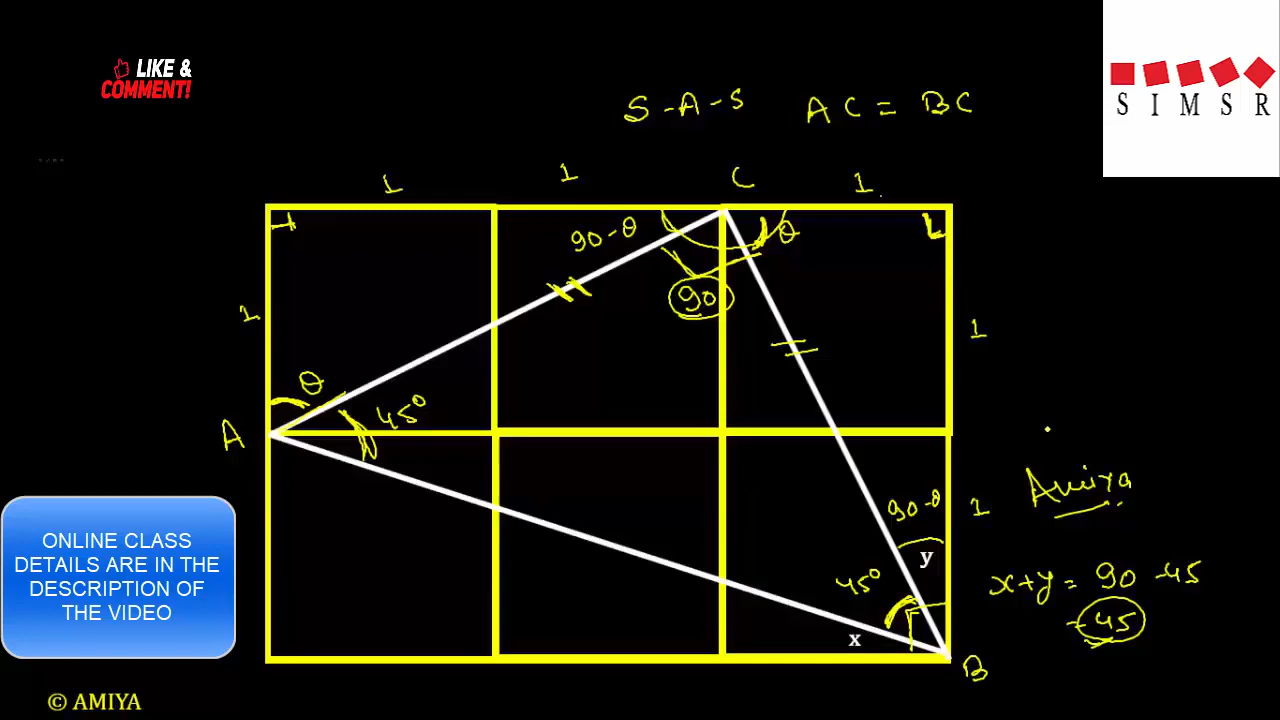 LIKE &
COMMENT!
S-A-S AC = BC
S I M S R
1
1
C
1
90-θ
θ
90
1
1
θ
45°
A
Amiya
90-θ
1
y
ONLINE CLASS
DETAILS ARE IN THE
DESCRIPTION OF
THE VIDEO
45°
x+y = 90-45
= 45
x
B
© AMIYA